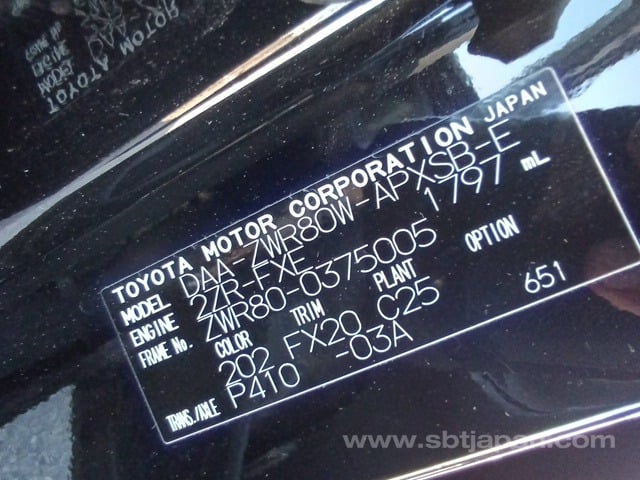 TOYOTA MOTOR CORPORATION JAPAN
MODEL DAA-ZWR80W-APXSB-E
ENGINE 2ZR-FXE 1797 mL
FRAME No. ZWR80-0375005
COLOR TRIM PLANT OPTION
202 FX20 C25 651
TRANS./AXLE P410 -03A
www.sbtjapan.com